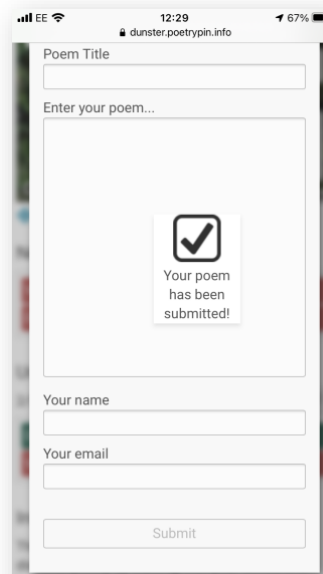 EE 12:29 67%
dunster.poetrypin.info
Poem Title
Enter your poem...
Your poem
has been
submitted!
Your name
Your email
Submit